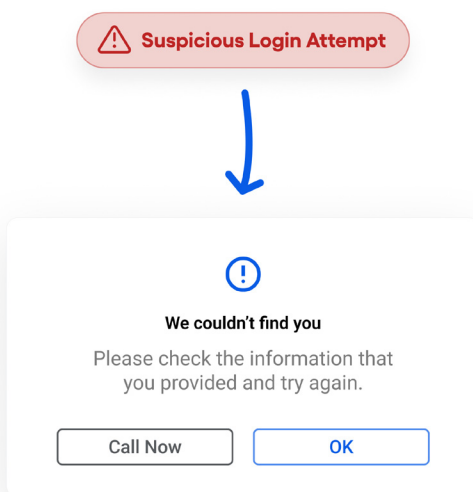 Suspicious Login Attempt
We couldn't find you
Please check the information that
you provided and try again.
Call Now
OK